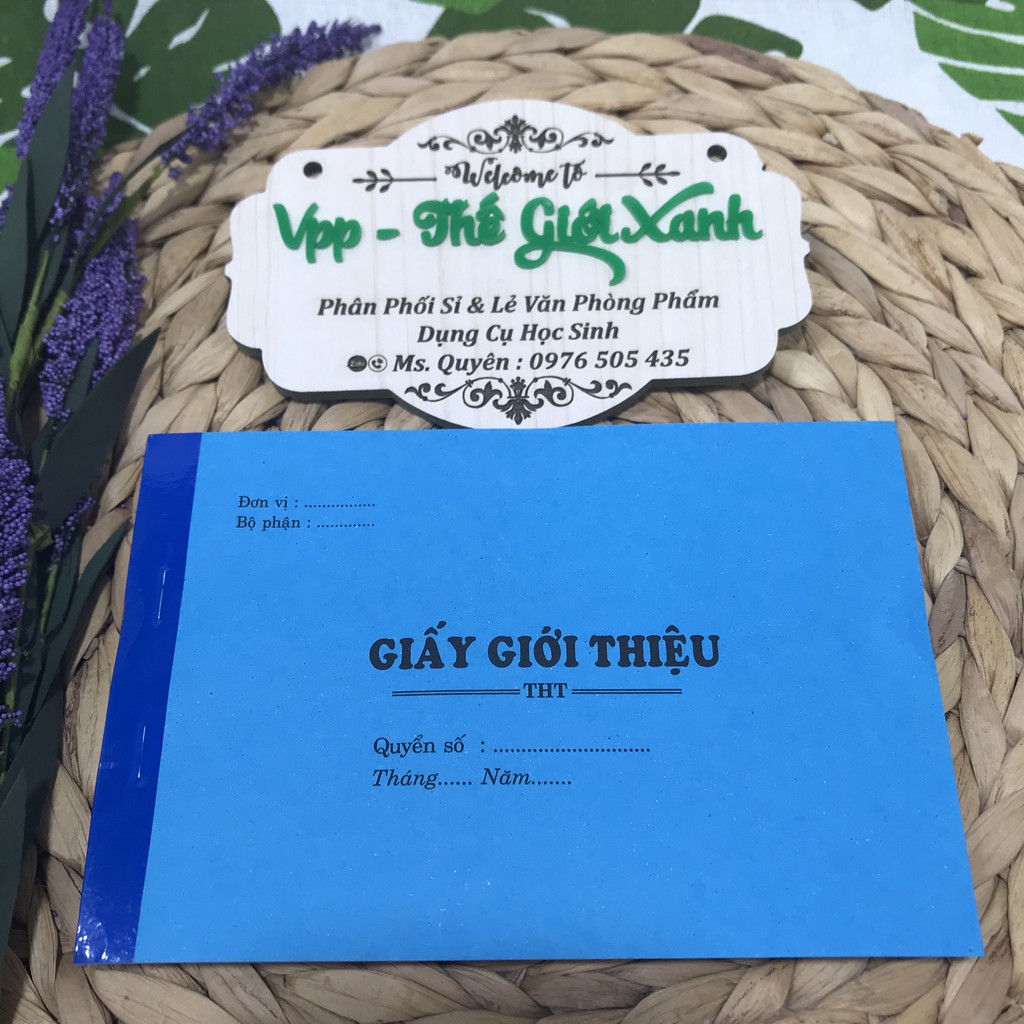 Welcome to
Vpp - Thế Giới Xanh
Phân Phối Sỉ & Lẻ Văn Phòng Phẩm
Dụng Cụ Học Sinh
Zalo Ms. Quyên : 0976 505 435
Đơn vị : ................
Bộ phận : .............
GIẤY GIỚI THIỆU
THT
Quyển số : ............................
Tháng...... Năm.......